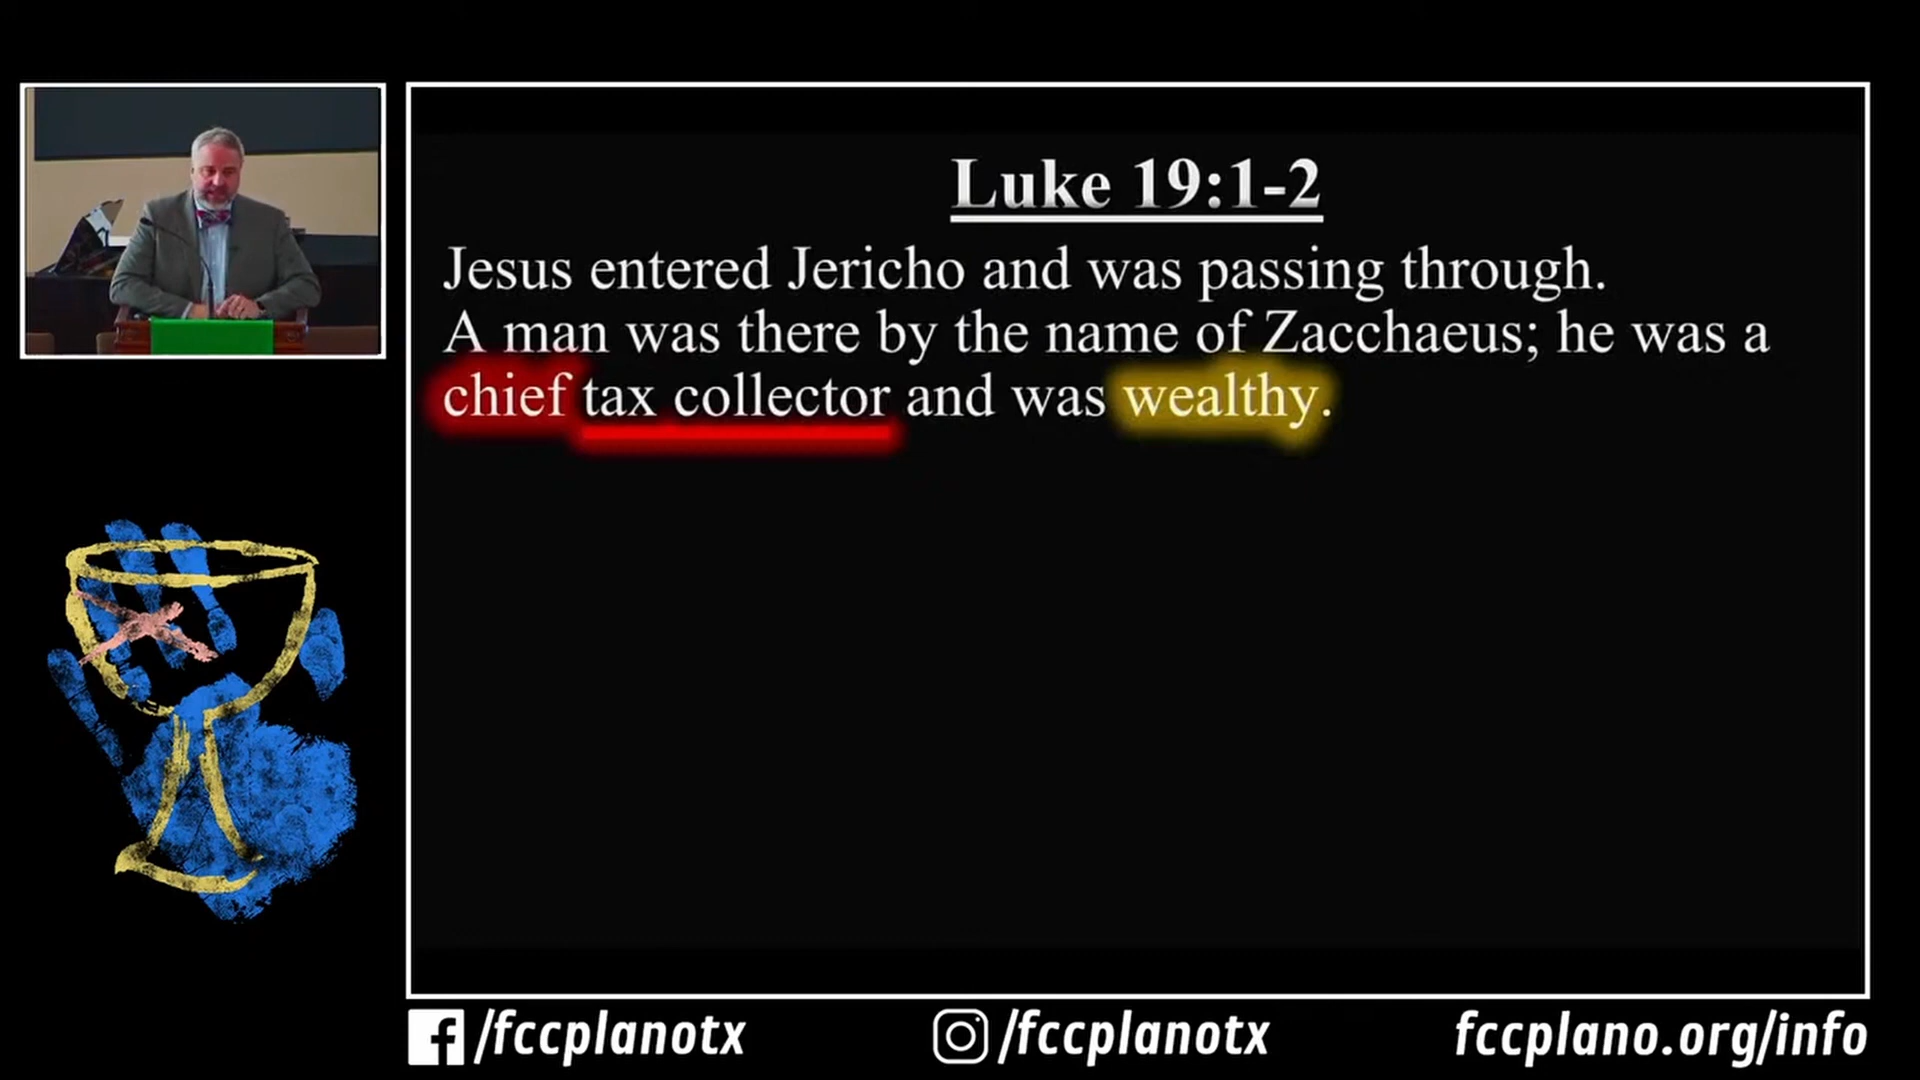 Luke 19:1-2
Jesus entered Jericho and was passing through.
A man was there by the name of Zacchaeus; he was a
chief tax collector and was wealthy.
/fccplanotx
/fccplanotx
fccplano.org/info